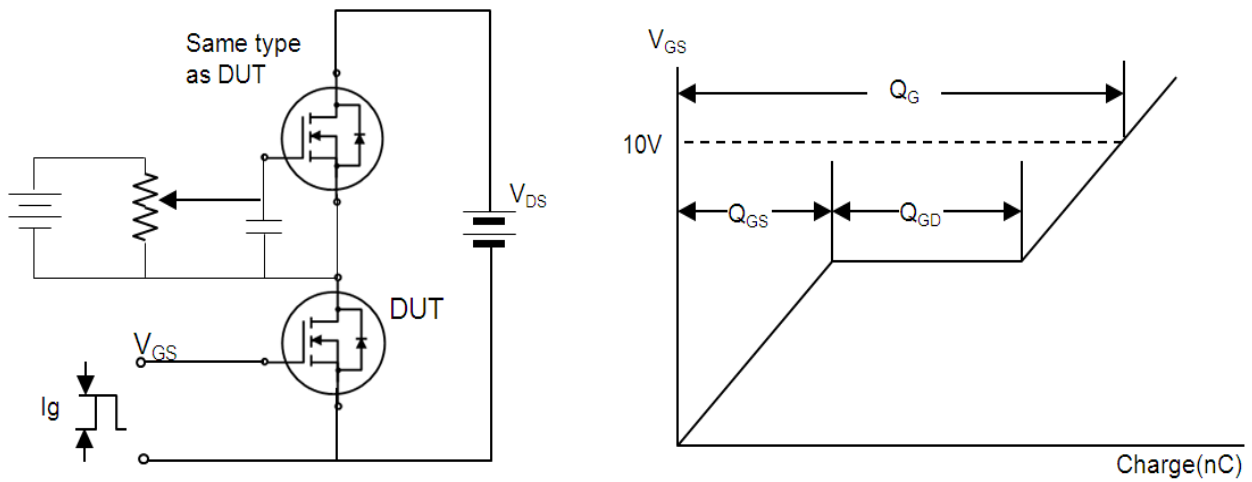 Same type
as DUT
V_DS
DUT
V_GS
Ig
V_GS
Q_G
10V
Q_GS
Q_GD
Charge(nC)